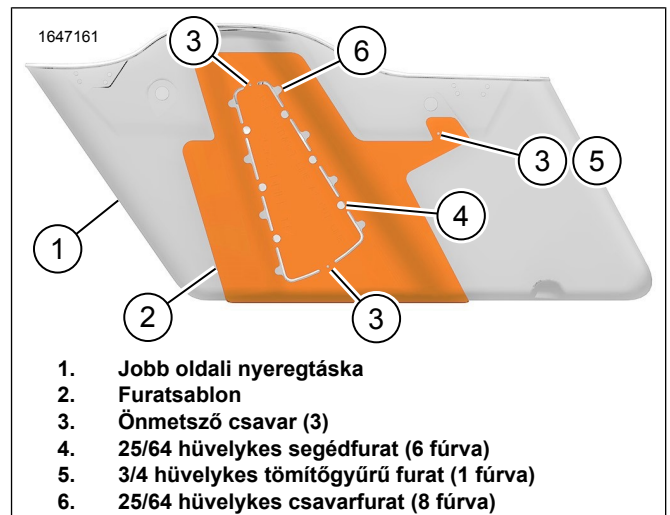 1647161
3
6
3
5
4
1
2
3
1. Jobb oldali nyeregtáska
2. Furatsablon
3. Önmetsző csavar (3)
4. 25/64 hüvelykes segédfurat (6 fúrva)
5. 3/4 hüvelykes tömítőgyűrű furat (1 fúrva)
6. 25/64 hüvelykes csavarfurat (8 fúrva)